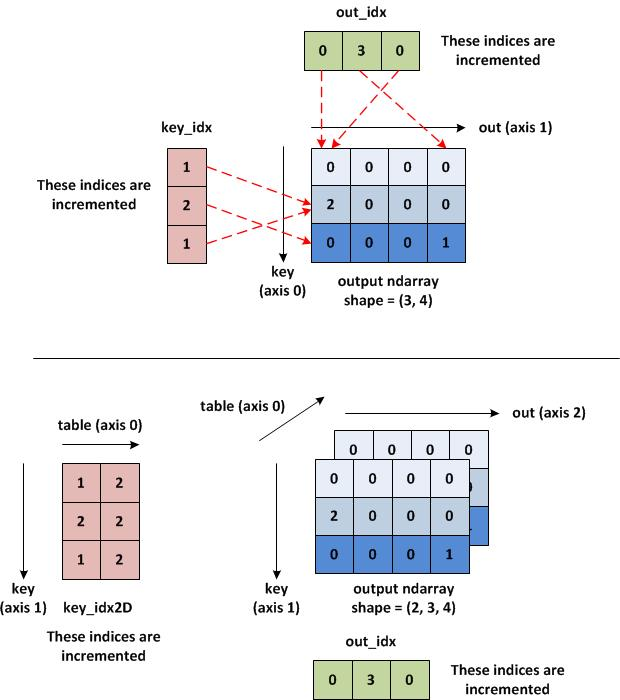 out_idx
0 3 0
These indices are
incremented
key_idx
out (axis 1)
These indices are
incremented
1
2
1
0 0 0 0
2 0 0 0
0 0 0 1
key
(axis 0)
output ndarray
shape = (3, 4)
table (axis 0)
1 2
2 2
1 2
key
(axis 1)
key_idx2D
These indices are
incremented
table (axis 0)
out (axis 2)
0 0 0 0
0 0 0 0
2 0 0 0
0 0 0 1
key
(axis 1)
output ndarray
shape = (2, 3, 4)
out_idx
0 3 0
These indices are
incremented